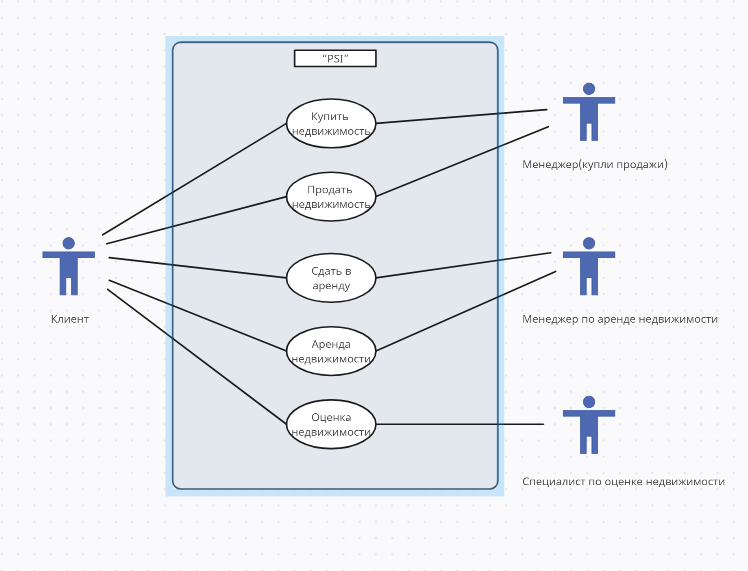 “PSI”
Купить
недвижимость
Менеджер(купли продажи)
Продать
недвижимость
Клиент
Сдать в
аренду
Менеджер по аренде недвижимости
Аренда
недвижимости
Оценка
недвижимости
Специалист по оценке недвижимости